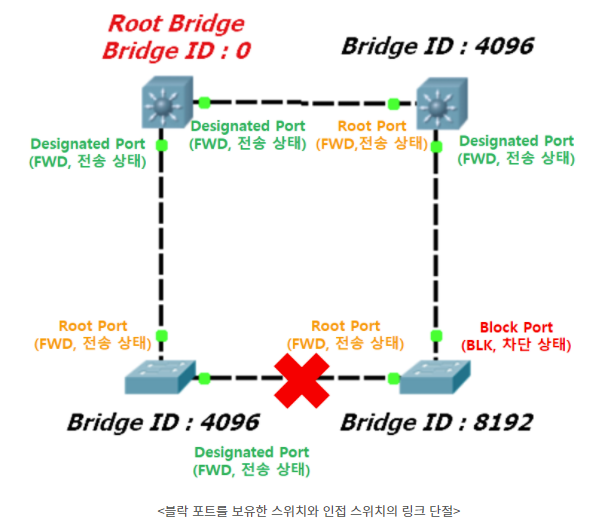 Root Bridge
Bridge ID : 0
Bridge ID : 4096
Designated Port
(FWD, 전송 상태)
Root Port
(FWD,전송 상태)
Designated Port
(FWD, 전송 상태)
Designated Port
(FWD, 전송 상태)
Root Port
(FWD, 전송 상태)
Root Port
(FWD, 전송 상태)
Block Port
(BLK, 차단 상태)
Bridge ID : 4096
Bridge ID : 8192
Designated Port
(FWD, 전송 상태)
<블락 포트를 보유한 스위치와 인접 스위치의 링크 단절>